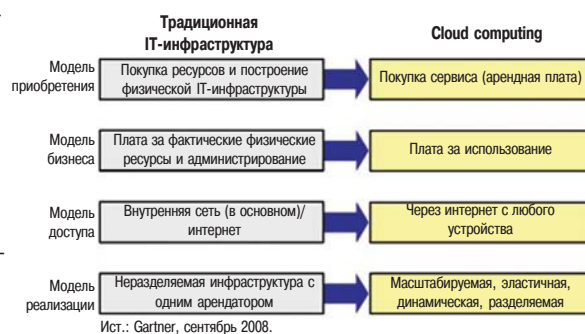 Традиционная
IT-инфраструктура
Cloud computing
Модель
приобретения
Покупка ресурсов и построение
физической IT-инфраструктуры
Покупка сервиса (арендная плата)
Модель
бизнеса
Плата за фактические физические
ресурсы и администрирование
Плата за использование
Модель
доступа
Внутренняя сеть (в основном)/
интернет
Через интернет с любого
устройства
Модель
реализации
Неразделяемая инфраструктура с
одним арендатором
Масштабируемая, эластичная,
динамическая, разделяемая
Ист.: Gartner, сентябрь 2008.